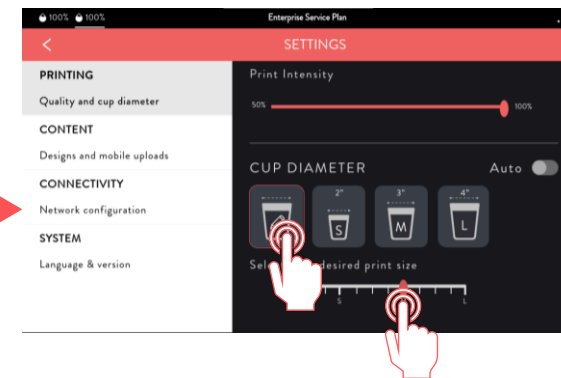 100% 100% Enterprise Service Plan
SETTINGS
PRINTING
Quality and cup diameter
CONTENT
Designs and mobile uploads
CONNECTIVITY
Network configuration
SYSTEM
Language & version
Print Intensity
50% 100%
CUP DIAMETER Auto
2" 3" 4"
S M L
desired print size
S L